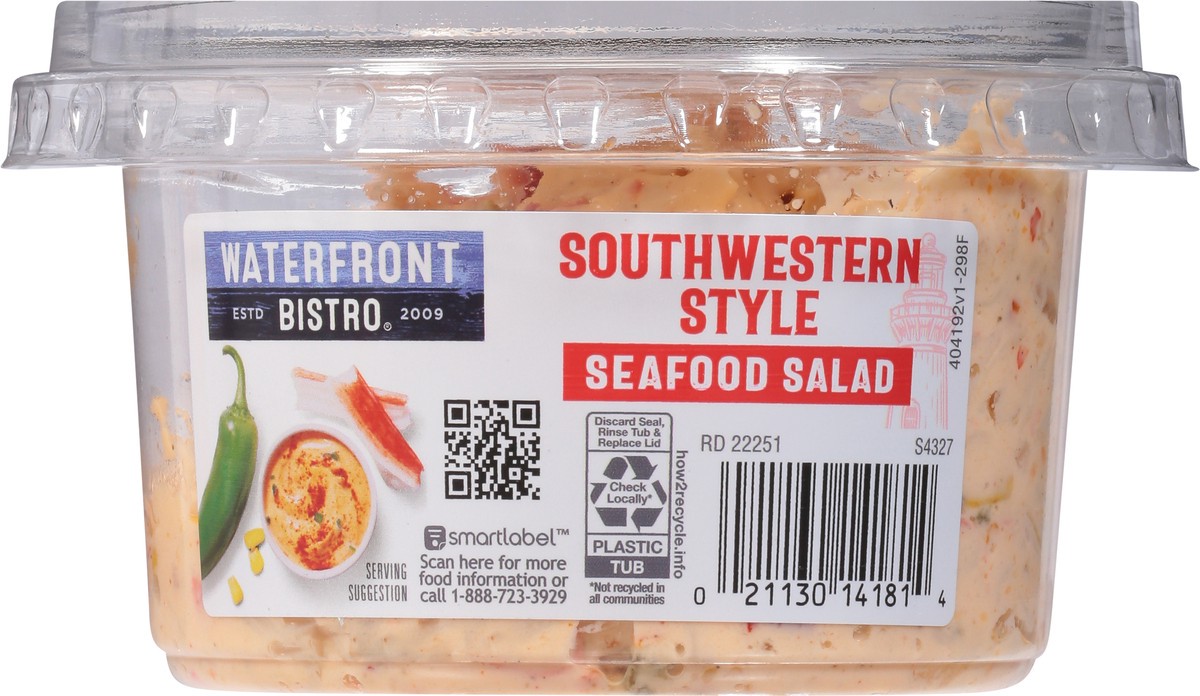 WATERFRONT
ESTD BISTRO® 2009
SOUTHWESTERN
STYLE
SEAFOOD SALAD
404192v1-298F
SERVING
SUGGESTION
smartlabel™
Scan here for more
food information or
call 1-888-723-3929
Discard Seal,
Rinse Tub &
Replace Lid
Check
Locally*
PLASTIC
TUB
*Not recycled in
all communities
how2recycle.info
RD 22251
S4327
0 21130 14181 4